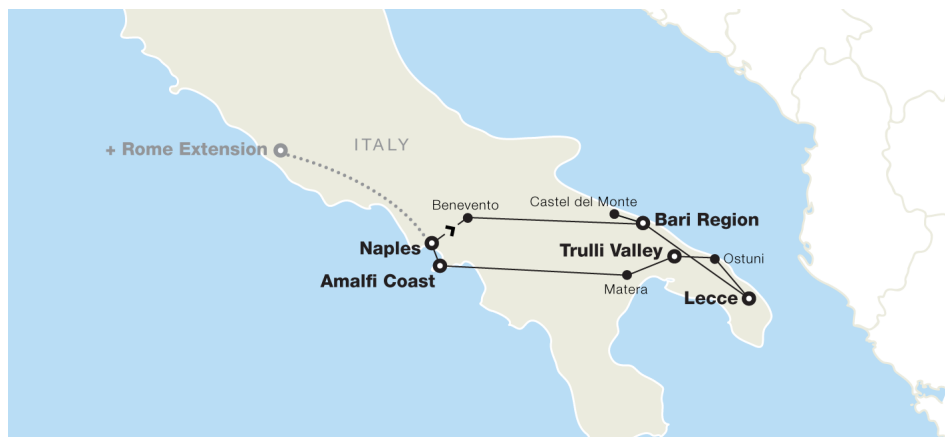 ITALY
+ Rome Extension
Castel del Monte
Benevento
Bari Region
Naples
Trulli Valley
Ostuni
Amalfi Coast
Matera
Lecce